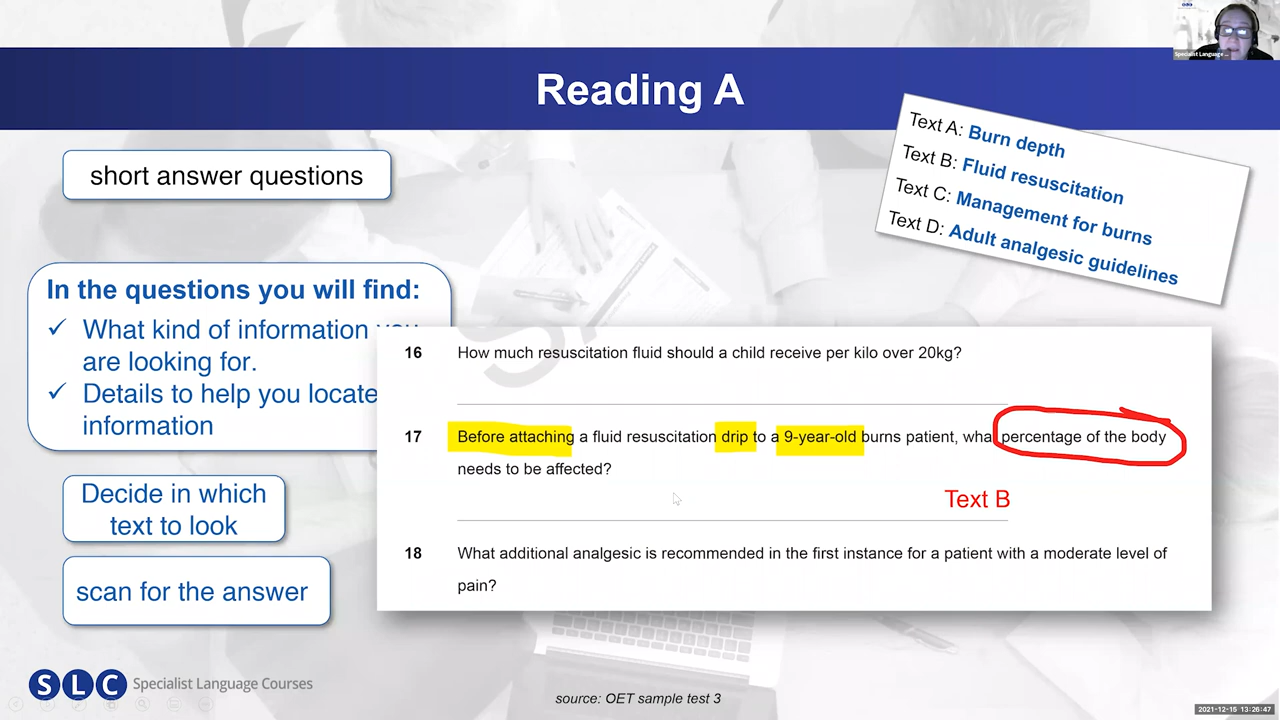 Reading A
Specialist Language ...
Text A: Burn depth
Text B: Fluid resuscitation
Text C: Management for burns
Text D: Adult analgesic guidelines
short answer questions
In the questions you will find:
✓ What kind of information you
are looking for.
✓ Details to help you locate
information
Decide in which
text to look
scan for the answer
16 How much resuscitation fluid should a child receive per kilo over 20kg?
17 Before attaching a fluid resuscitation drip to a 9-year-old burns patient, wha percentage of the body
needs to be affected?
Text B
18 What additional analgesic is recommended in the first instance for a patient with a moderate level of
pain?
SLC Specialist Language Courses
source: OET sample test 3
2021-12-15 13:26:47